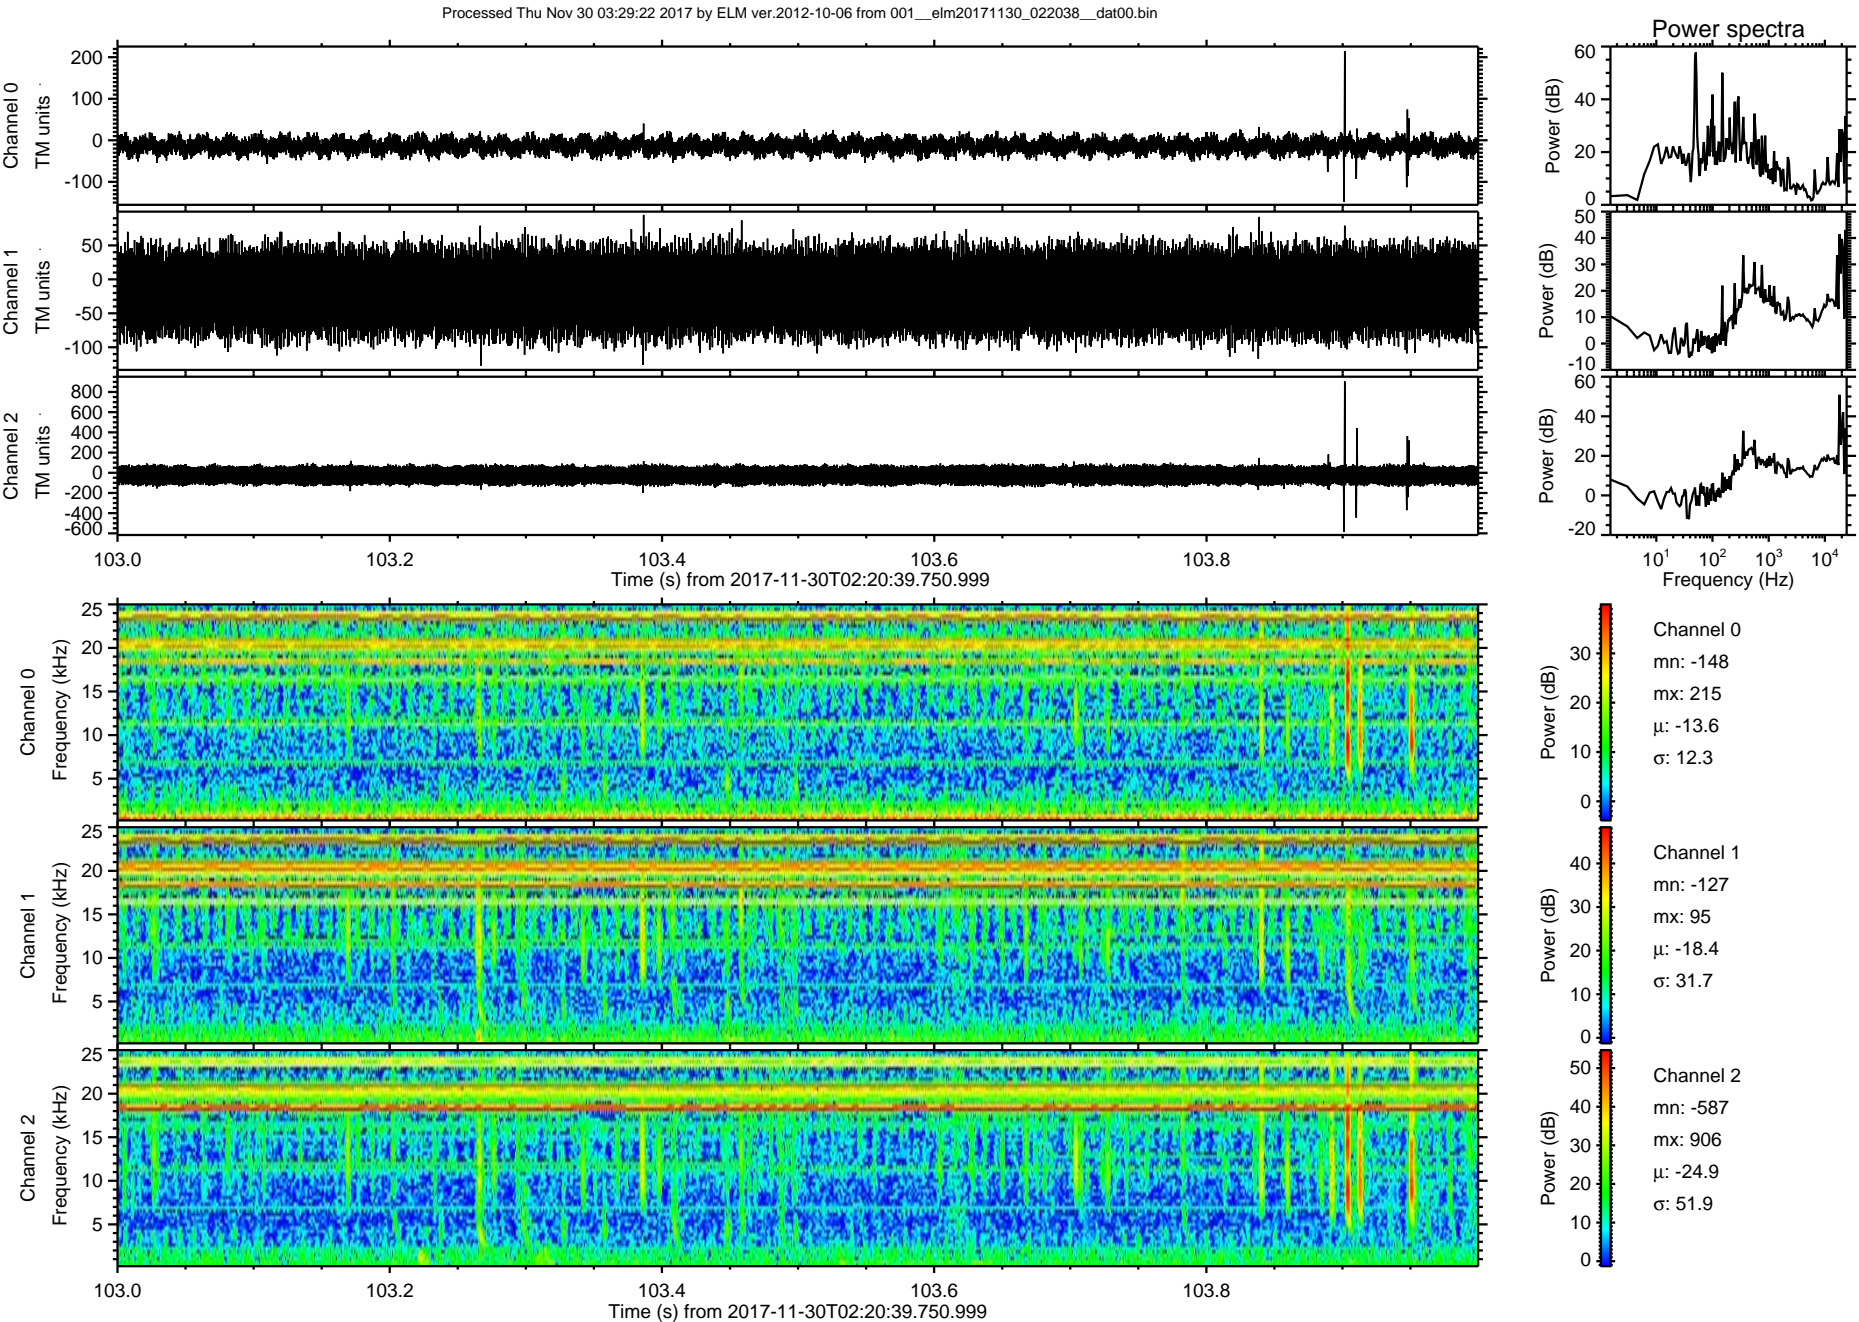 Processed Thu Nov 30 03:29:22 2017 by ELM ver.2012-10-06 from 001__elm20171130_022038__dat00.bin
Power spectra
Channel 0
TM units
200
100
0
-100
Power (dB)
60
40
20
0
Channel 1
TM units
50
0
-50
-100
Power (dB)
50
40
30
20
10
0
-10
Channel 2
TM units
800
600
400
200
0
-200
-400
-600
Power (dB)
60
40
20
0
-20
103.0 103.2 103.4 103.6 103.8
Time (s) from 2017-11-30T02:20:39.750.999
10^1 10^2 10^3 10^4
Frequency (Hz)
Channel 0
Frequency (kHz)
25
20
15
10
5
Power (dB)
30
20
10
0
Channel 0
mn: -148
mx: 215
μ: -13.6
σ: 12.3
Channel 1
Frequency (kHz)
25
20
15
10
5
Power (dB)
40
30
20
10
0
Channel 1
mn: -127
mx: 95
μ: -18.4
σ: 31.7
Channel 2
Frequency (kHz)
25
20
15
10
5
Power (dB)
50
40
30
20
10
0
Channel 2
mn: -587
mx: 906
μ: -24.9
σ: 51.9
103.0 103.2 103.4 103.6 103.8
Time (s) from 2017-11-30T02:20:39.750.999